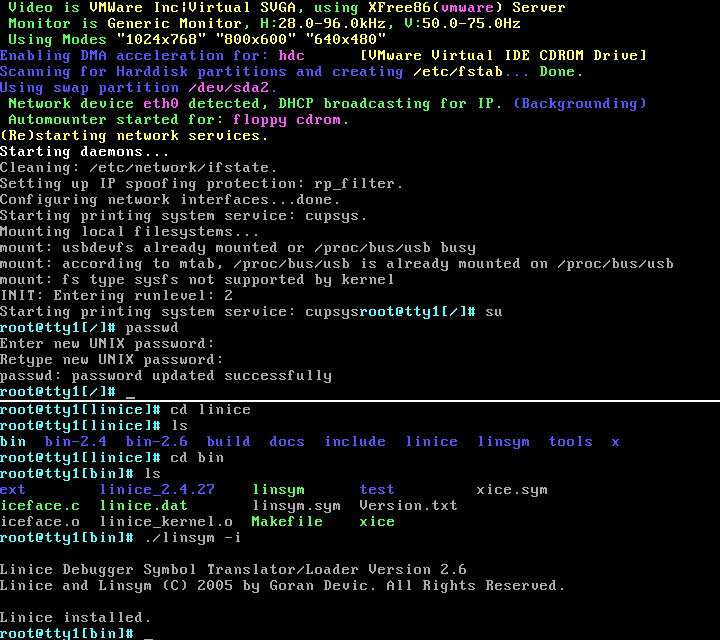 Video is VMWare Inc|Virtual SVGA, using XFree86(vmware) Server
Monitor is Generic Monitor, H:28.0-96.0kHz, V:50.0-75.0Hz
Using Modes "1024x768" "800x600" "640x480"
Enabling DMA acceleration for: hdc [VMware Virtual IDE CDROM Drive]
Scanning for Harddisk partitions and creating /etc/fstab... Done.
Using swap partition /dev/sda2.
Network device eth0 detected, DHCP broadcasting for IP. (Backgrounding)
Automounter started for: floppy cdrom.
(Re)starting network services.
Starting daemons...
Cleaning: /etc/network/ifstate.
Setting up IP spoofing protection: rp_filter.
Configuring network interfaces...done.
Starting printing system service: cupsys.
Mounting local filesystems...
mount: usbdevfs already mounted or /proc/bus/usb busy
mount: according to mtab, /proc/bus/usb is already mounted on /proc/bus/usb
mount: fs type sysfs not supported by kernel
INIT: Entering runlevel: 2
Starting printing system service: cupsysroot@tty1[/]# su
root@tty1[/]# passwd
Enter new UNIX password:
Retype new UNIX password:
passwd: password updated successfully
root@tty1[/]# _
root@tty1[linice]# cd linice
root@tty1[linice]# ls
bin bin-2.4 bin-2.6 build docs include linice linsym tools x
root@tty1[linice]# cd bin
root@tty1[bin]# ls
ext linice_2.4.27 linsym test xice.sym
iceface.c linice.dat linsym.sym Version.txt
iceface.o linice_kernel.o Makefile xice
root@tty1[bin]# ./linsym -i
Linice Debugger Symbol Translator/Loader Version 2.6
Linice and Linsym (C) 2005 by Goran Devic. All Rights Reserved.
Linice installed.
root@tty1[bin]# _